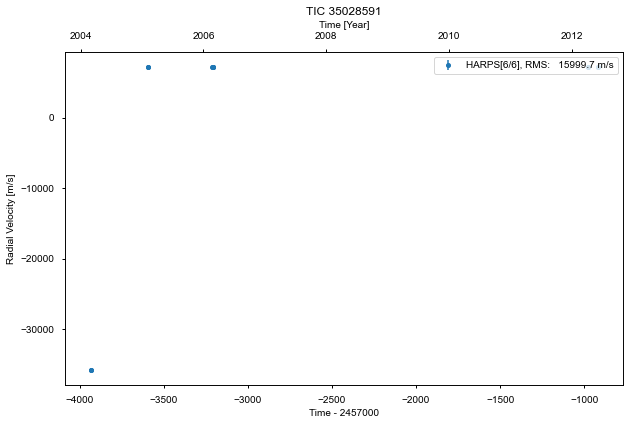 TIC 35028591
Time [Year]
2004 2006 2008 2010 2012
HARPS[6/6], RMS: 15999.7 m/s
0
−10000
−20000
−30000
Radial Velocity [m/s]
−4000 −3500 −3000 −2500 −2000 −1500 −1000
Time - 2457000